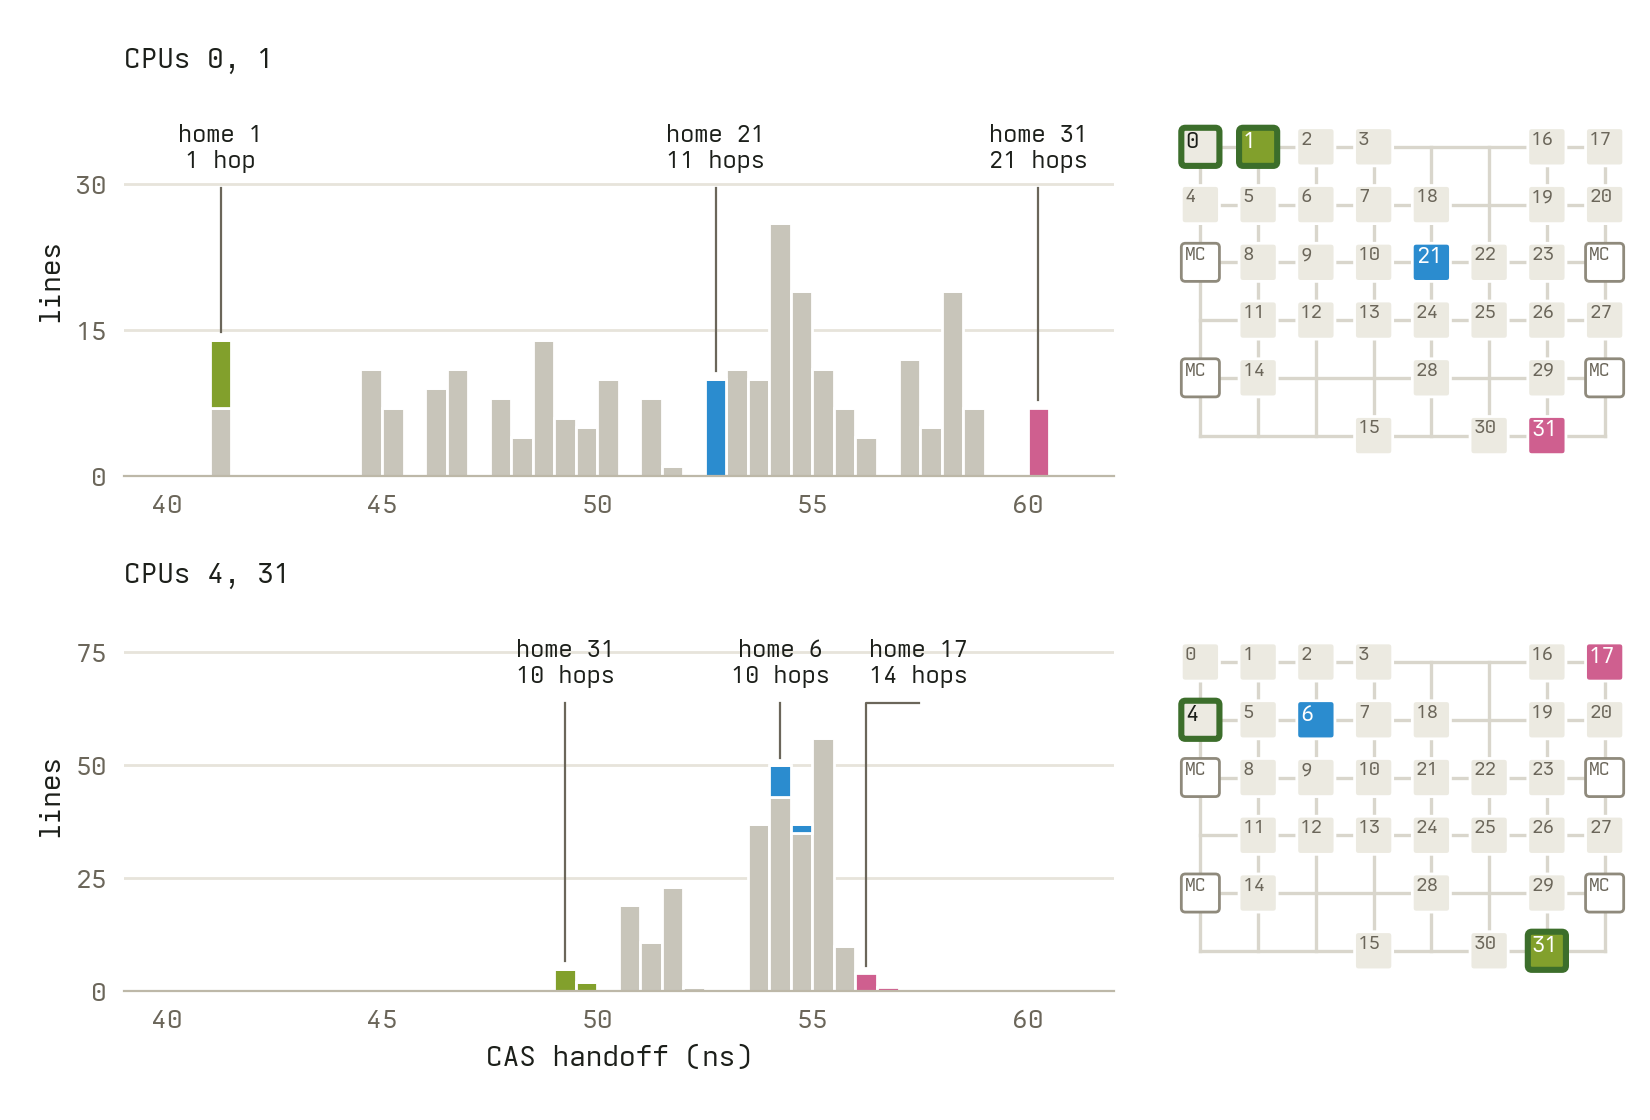 CPUs 0, 1
home 1
1 hop
home 21
11 hops
home 31
21 hops
30
15
0
lines
40 45 50 55 60
0 1 2 3 16 17
4 5 6 7 18 19 20
MC 8 9 10 21 22 23 MC
11 12 13 24 25 26 27
MC 14 28 29 MC
15 30 31
CPUs 4, 31
home 31
10 hops
home 6
10 hops
home 17
14 hops
75
50
25
0
lines
40 45 50 55 60
CAS handoff (ns)
0 1 2 3 16 17
4 5 6 7 18 19 20
MC 8 9 10 21 22 23 MC
11 12 13 24 25 26 27
MC 14 28 29 MC
15 30 31